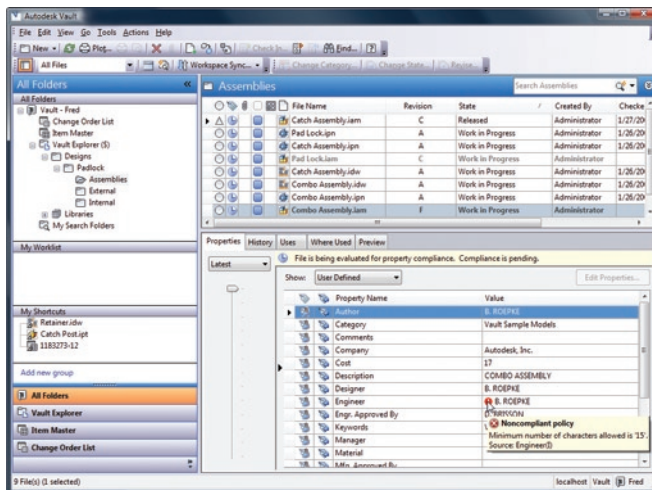 Autodesk Vault
File Edit View Go Tools Actions Help
New Plot... Check In... Find...
All Files Workspace Sync... Change Category... Change State... Revise...
All Folders
All Folders
Vault - Fred
Change Order List
Item Master
Vault Explorer ($)
Designs
Padlock
Assemblies
External
Internal
Libraries
My Search Folders
My Worklist
My Shortcuts
Retainer.idw
Catch Post.ipt
1183273-12
Add new group
All Folders
Vault Explorer
Item Master
Change Order List
Assemblies Search Assemblies
File Name Revision State Created By Checke
Catch Assembly.iam C Released Administrator 1/27/20
Pad Lock.ipn A Work in Progress Administrator 1/26/20
Catch Assembly.ipn A Work in Progress Administrator 1/26/20
Pad Lock.iam C Work in Progress Administrator
Catch Assembly.idw A Work in Progress Administrator 1/26/20
Combo Assembly.idw A Work in Progress Administrator 1/26/20
Combo Assembly.ipn A Work in Progress Administrator 1/26/20
Combo Assembly.iam F Work in Progress Administrator
Properties History Uses Where Used Preview
Latest
File is being evaluated for property compliance. Compliance is pending.
Show: User Defined Edit Properties...
Property Name Value
Author B. ROEPKE
Category Vault Sample Models
Comments
Company Autodesk, Inc.
Cost 17
Description COMBO ASSEMBLY
Designer B. ROEPKE
Engineer B. ROEPKE
Engr. Approved By D. BRISSON
Keywords
Manager
Material
Mfg. Approved By
Noncompliant policy
Minimum number of characters allowed is '15'.
Source: Engineer(I)
9 File(s) (1 selected) localhost Vault Fred